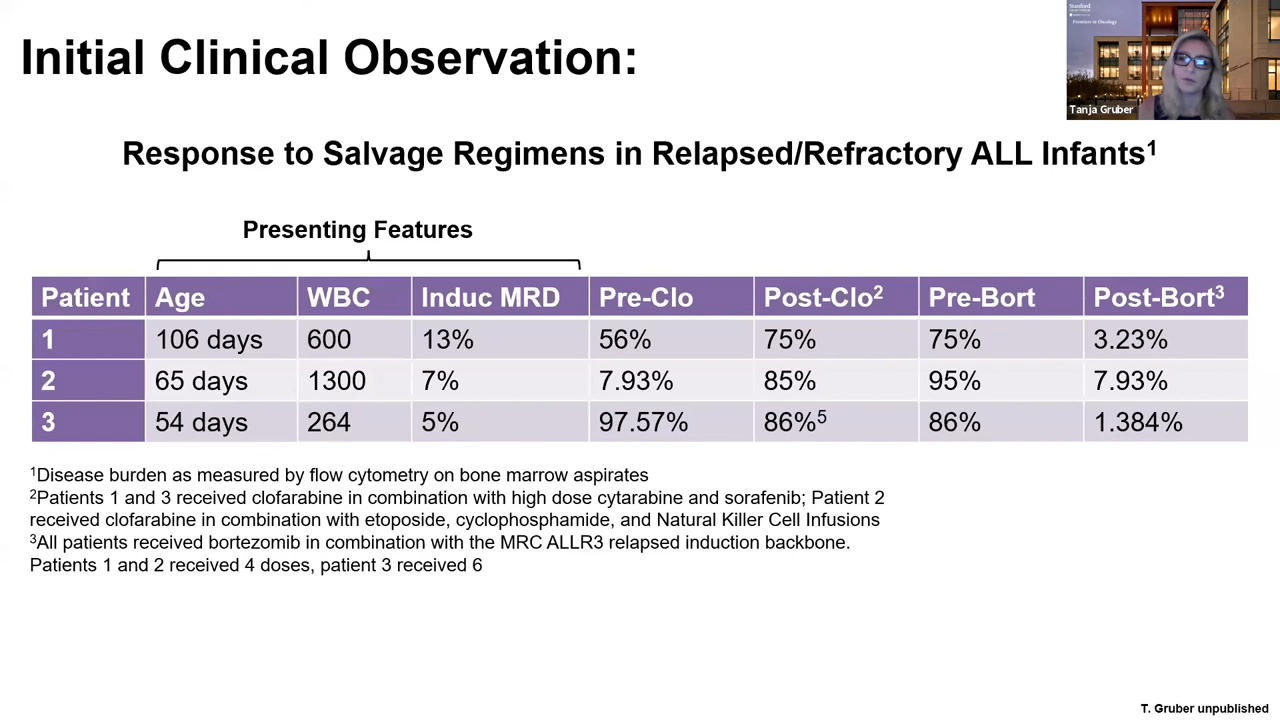 Initial Clinical Observation:
Stanford
Frontiers in Oncology
Tanja Gruber
Response to Salvage Regimens in Relapsed/Refractory ALL Infants¹
Presenting Features
Patient Age WBC Induc MRD Pre-Clo Post-Clo² Pre-Bort Post-Bort³
1 106 days 600 13% 56% 75% 75% 3.23%
2 65 days 1300 7% 7.93% 85% 95% 7.93%
3 54 days 264 5% 97.57% 86%⁵ 86% 1.384%
¹Disease burden as measured by flow cytometry on bone marrow aspirates
²Patients 1 and 3 received clofarabine in combination with high dose cytarabine and sorafenib; Patient 2
received clofarabine in combination with etoposide, cyclophosphamide, and Natural Killer Cell Infusions
³All patients received bortezomib in combination with the MRC ALLR3 relapsed induction backbone.
Patients 1 and 2 received 4 doses, patient 3 received 6
T. Gruber unpublished